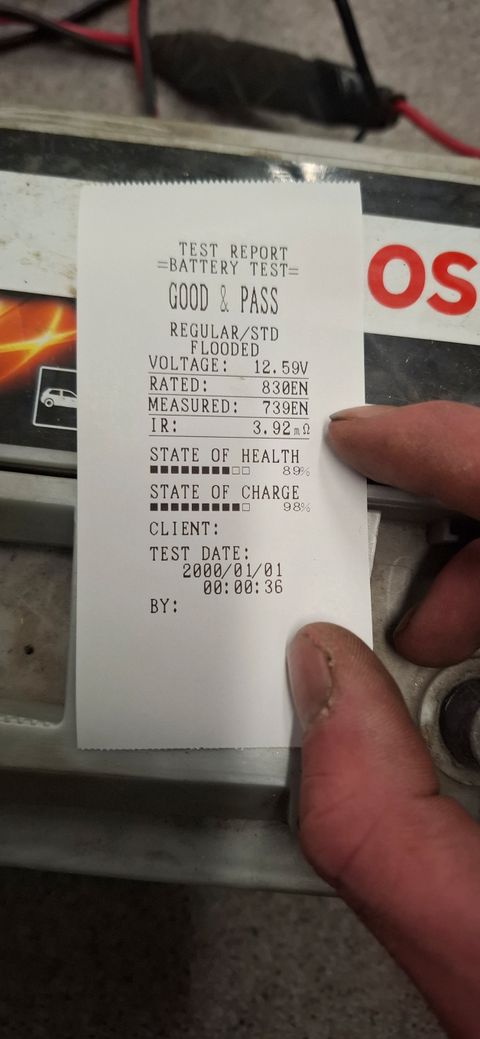 TEST REPORT
=BATTERY TEST=
GOOD & PASS
REGULAR/STD
FLOODED
VOLTAGE: 12.59V
RATED: 830EN
MEASURED: 739EN
IR: 3.92mΩ
STATE OF HEALTH
89%
STATE OF CHARGE
98%
CLIENT:
TEST DATE:
2000/01/01
00:00:36
BY:
OS